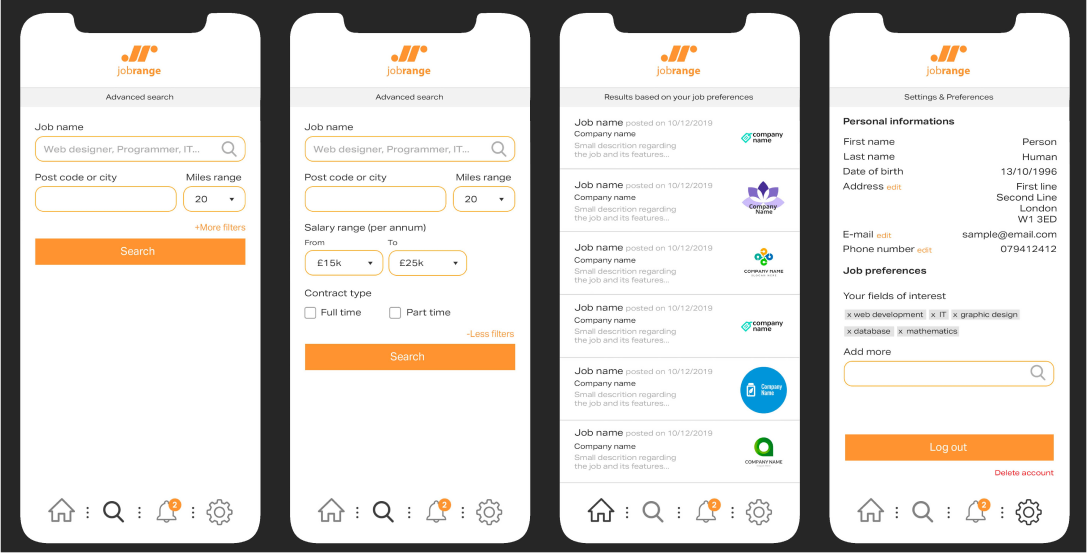 jobrange
Advanced search
Job name
Web designer, Programmer, IT...
Post code or city Miles range
20
+More filters
Search
2
jobrange
Advanced search
Job name
Web designer, Programmer, IT...
Post code or city Miles range
20
Salary range (per annum)
From To
£15k £25k
Contract type
Full time Part time
-Less filters
Search
2
jobrange
Results based on your job preferences
Job name posted on 10/12/2019
Company name
Small descrition regarding
the job and its features...
company
name
Job name posted on 10/12/2019
Company name
Small descrition regarding
the job and its features...
Company
Name
Job name posted on 10/12/2019
Company name
Small descrition regarding
the job and its features...
COMPANY NAME
Job name posted on 10/12/2019
Company name
Small descrition regarding
the job and its features...
company
name
Job name posted on 10/12/2019
Company name
Small descrition regarding
the job and its features...
Company
Name
Job name posted on 10/12/2019
Company name
Small descrition regarding
the job and its features...
COMPANY NAME
2
jobrange
Settings & Preferences
Personal informations
First name Person
Last name Human
Date of birth 13/10/1996
Address edit First line
Second Line
London
W1 3ED
E-mail edit sample@email.com
Phone number edit 079412412
Job preferences
Your fields of interest
x web development x IT x graphic design
x database x mathematics
Add more
Log out
Delete account
2